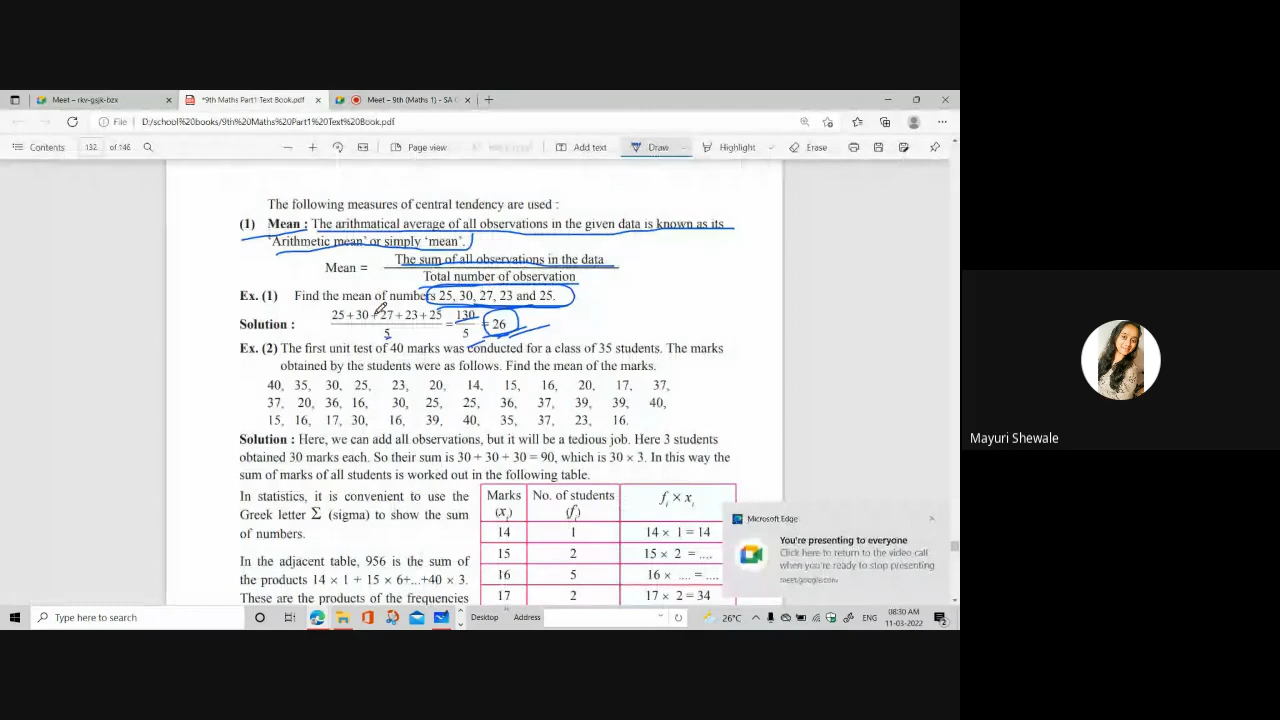 Meet – rkv-gsjk-bzx
*9th Maths Part1 Text Book.pdf
Meet – 9th (Maths 1) - SA
File D:/school%20books/9th%20Maths%20Part1%20Text%20Book.pdf
Contents 132 of 146 Page view Add text Draw Highlight Erase
The following measures of central tendency are used :
(1) Mean : The arithmatical average of all observations in the given data is known as its
'Arithmetic mean' or simply 'mean'.
Mean = The sum of all observations in the data
Total number of observation
Ex. (1) Find the mean of numbers 25, 30, 27, 23 and 25.
Solution : 25 + 30 + 27 + 23 + 25 / 5 = 130 / 5 = 26
Ex. (2) The first unit test of 40 marks was conducted for a class of 35 students. The marks
obtained by the students were as follows. Find the mean of the marks.
40, 35, 30, 25, 23, 20, 14, 15, 16, 20, 17, 37,
37, 20, 36, 16, 30, 25, 25, 36, 37, 39, 39, 40,
15, 16, 17, 30, 16, 39, 40, 35, 37, 23, 16.
Solution : Here, we can add all observations, but it will be a tedious job. Here 3 students
obtained 30 marks each. So their sum is 30 + 30 + 30 = 90, which is 30 × 3. In this way the
sum of marks of all students is worked out in the following table.
In statistics, it is convenient to use the
Greek letter Σ (sigma) to show the sum
of numbers.
In the adjacent table, 956 is the sum of
the products 14 × 1 + 15 × 6+...+40 × 3.
These are the products of the frequencies
Marks (xᵢ) No. of students (fᵢ) fᵢ × xᵢ
14 1 14 × 1 = 14
15 2 15 × 2 = ....
16 5 16 × .... = ....
17 2 17 × 2 = 34
Microsoft Edge
You're presenting to everyone
Click here to return to the video call
when you're ready to stop presenting
meet.google.com
Mayuri Shewale
Type here to search
Desktop
Address
26°C
ENG
08:30 AM
11-03-2022
2